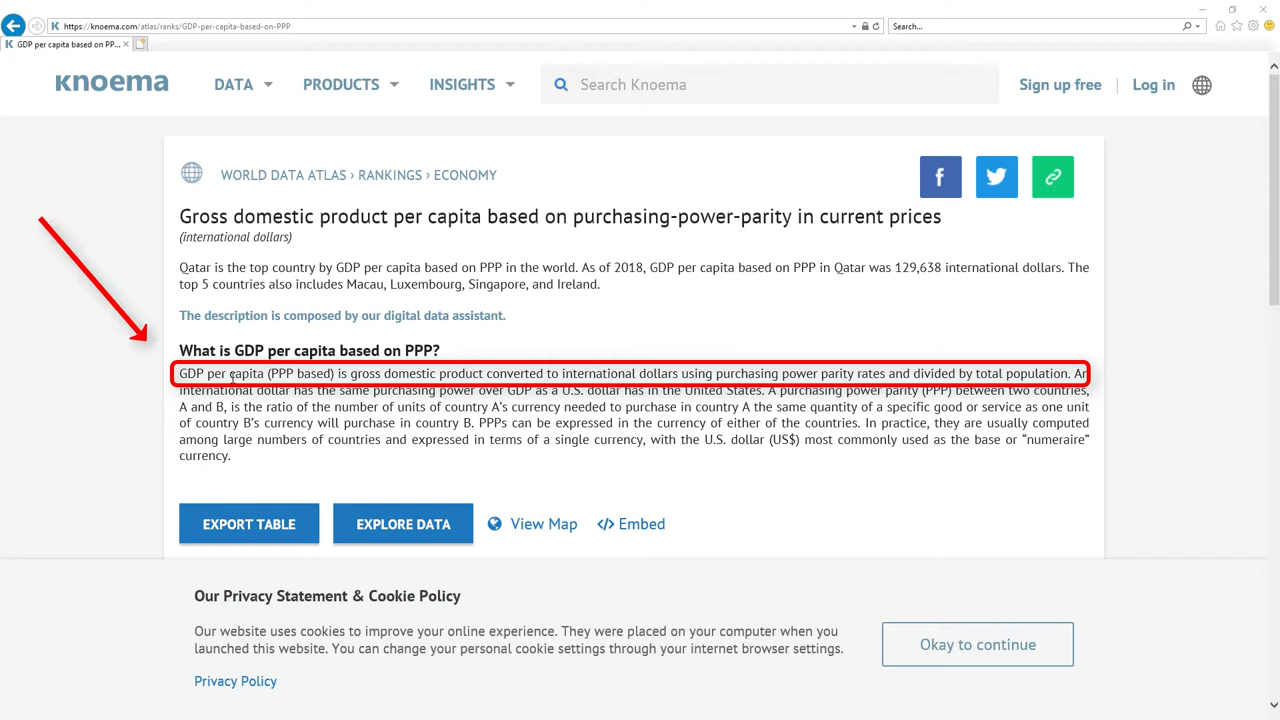 https://knoema.com/atlas/ranks/GDP-per-capita-based-on-PPP
Search...
GDP per capita based on PP...
knoema
DATA
PRODUCTS
INSIGHTS
Search Knoema
Sign up free
Log in
WORLD DATA ATLAS › RANKINGS › ECONOMY
Gross domestic product per capita based on purchasing-power-parity in current prices
(international dollars)
Qatar is the top country by GDP per capita based on PPP in the world. As of 2018, GDP per capita based on PPP in Qatar was 129,638 international dollars. The
top 5 countries also includes Macau, Luxembourg, Singapore, and Ireland.
The description is composed by our digital data assistant.
What is GDP per capita based on PPP?
GDP per capita (PPP based) is gross domestic product converted to international dollars using purchasing power parity rates and divided by total population. An
international dollar has the same purchasing power over GDP as a U.S. dollar has in the United States. A purchasing power parity (PPP) between two countries,
A and B, is the ratio of the number of units of country A's currency needed to purchase in country A the same quantity of a specific good or service as one unit
of country B's currency will purchase in country B. PPPs can be expressed in the currency of either of the countries. In practice, they are usually computed
among large numbers of countries and expressed in terms of a single currency, with the U.S. dollar (US$) most commonly used as the base or “numeraire”
currency.
EXPORT TABLE
EXPLORE DATA
View Map
</> Embed
Our Privacy Statement & Cookie Policy
Our website uses cookies to improve your online experience. They were placed on your computer when you
launched this website. You can change your personal cookie settings through your internet browser settings.
Okay to continue
Privacy Policy